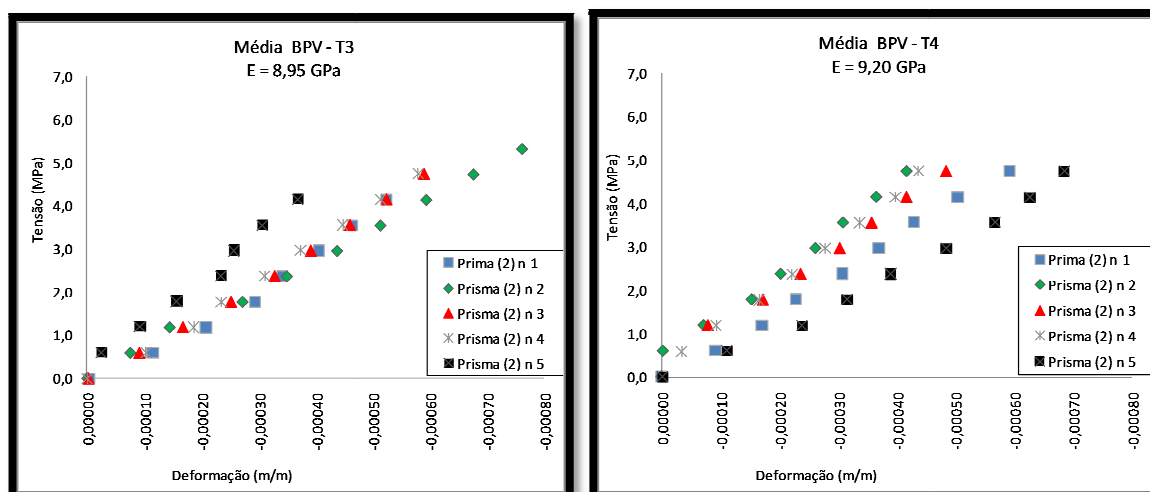 Média BPV - T3
E = 8,95 GPa
7,0
6,0
5,0
4,0
3,0
2,0
1,0
0,0
Tensão (MPa)
Prima (2) n 1
Prisma (2) n 2
Prisma (2) n 3
Prisma (2) n 4
Prisma (2) n 5
0,00000
-0,00010
-0,00020
-0,00030
-0,00040
-0,00050
-0,00060
-0,00070
-0,00080
Deformação (m/m)
Média BPV - T4
E = 9,20 GPa
7,0
6,0
5,0
4,0
3,0
2,0
1,0
0,0
Tensão (MPa)
Prima (2) n 1
Prisma (2) n 2
Prisma (2) n 3
Prisma (2) n 4
Prisma (2) n 5
0,00000
-0,00010
-0,00020
-0,00030
-0,00040
-0,00050
-0,00060
-0,00070
-0,00080
Deformação (m/m)